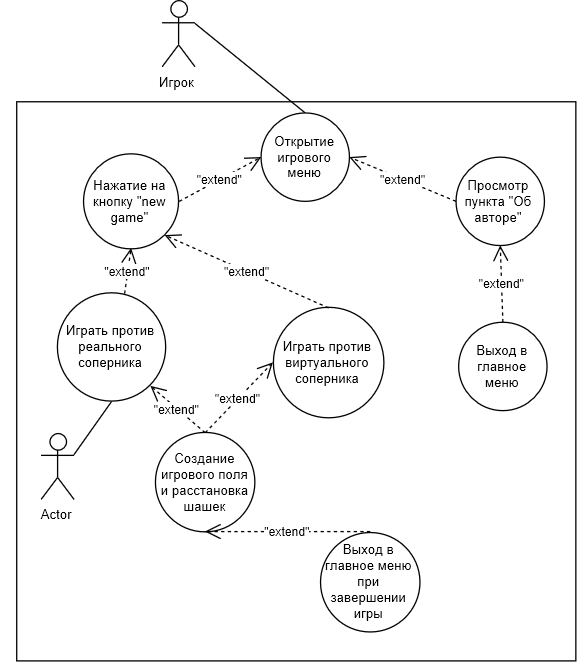 Игрок
Открытие
игрового
меню
"extend"
"extend"
Нажатие на
кнопку "new
game"
Просмотр
пункта "Об
авторе"
"extend"
"extend"
"extend"
Играть против
реального
соперника
Играть против
виртуального
соперника
Выход в
главное
меню
"extend"
"extend"
Actor
Создание
игрового поля
и расстановка
шашек
"extend"
Выход в
главное меню
при
завершении
игры